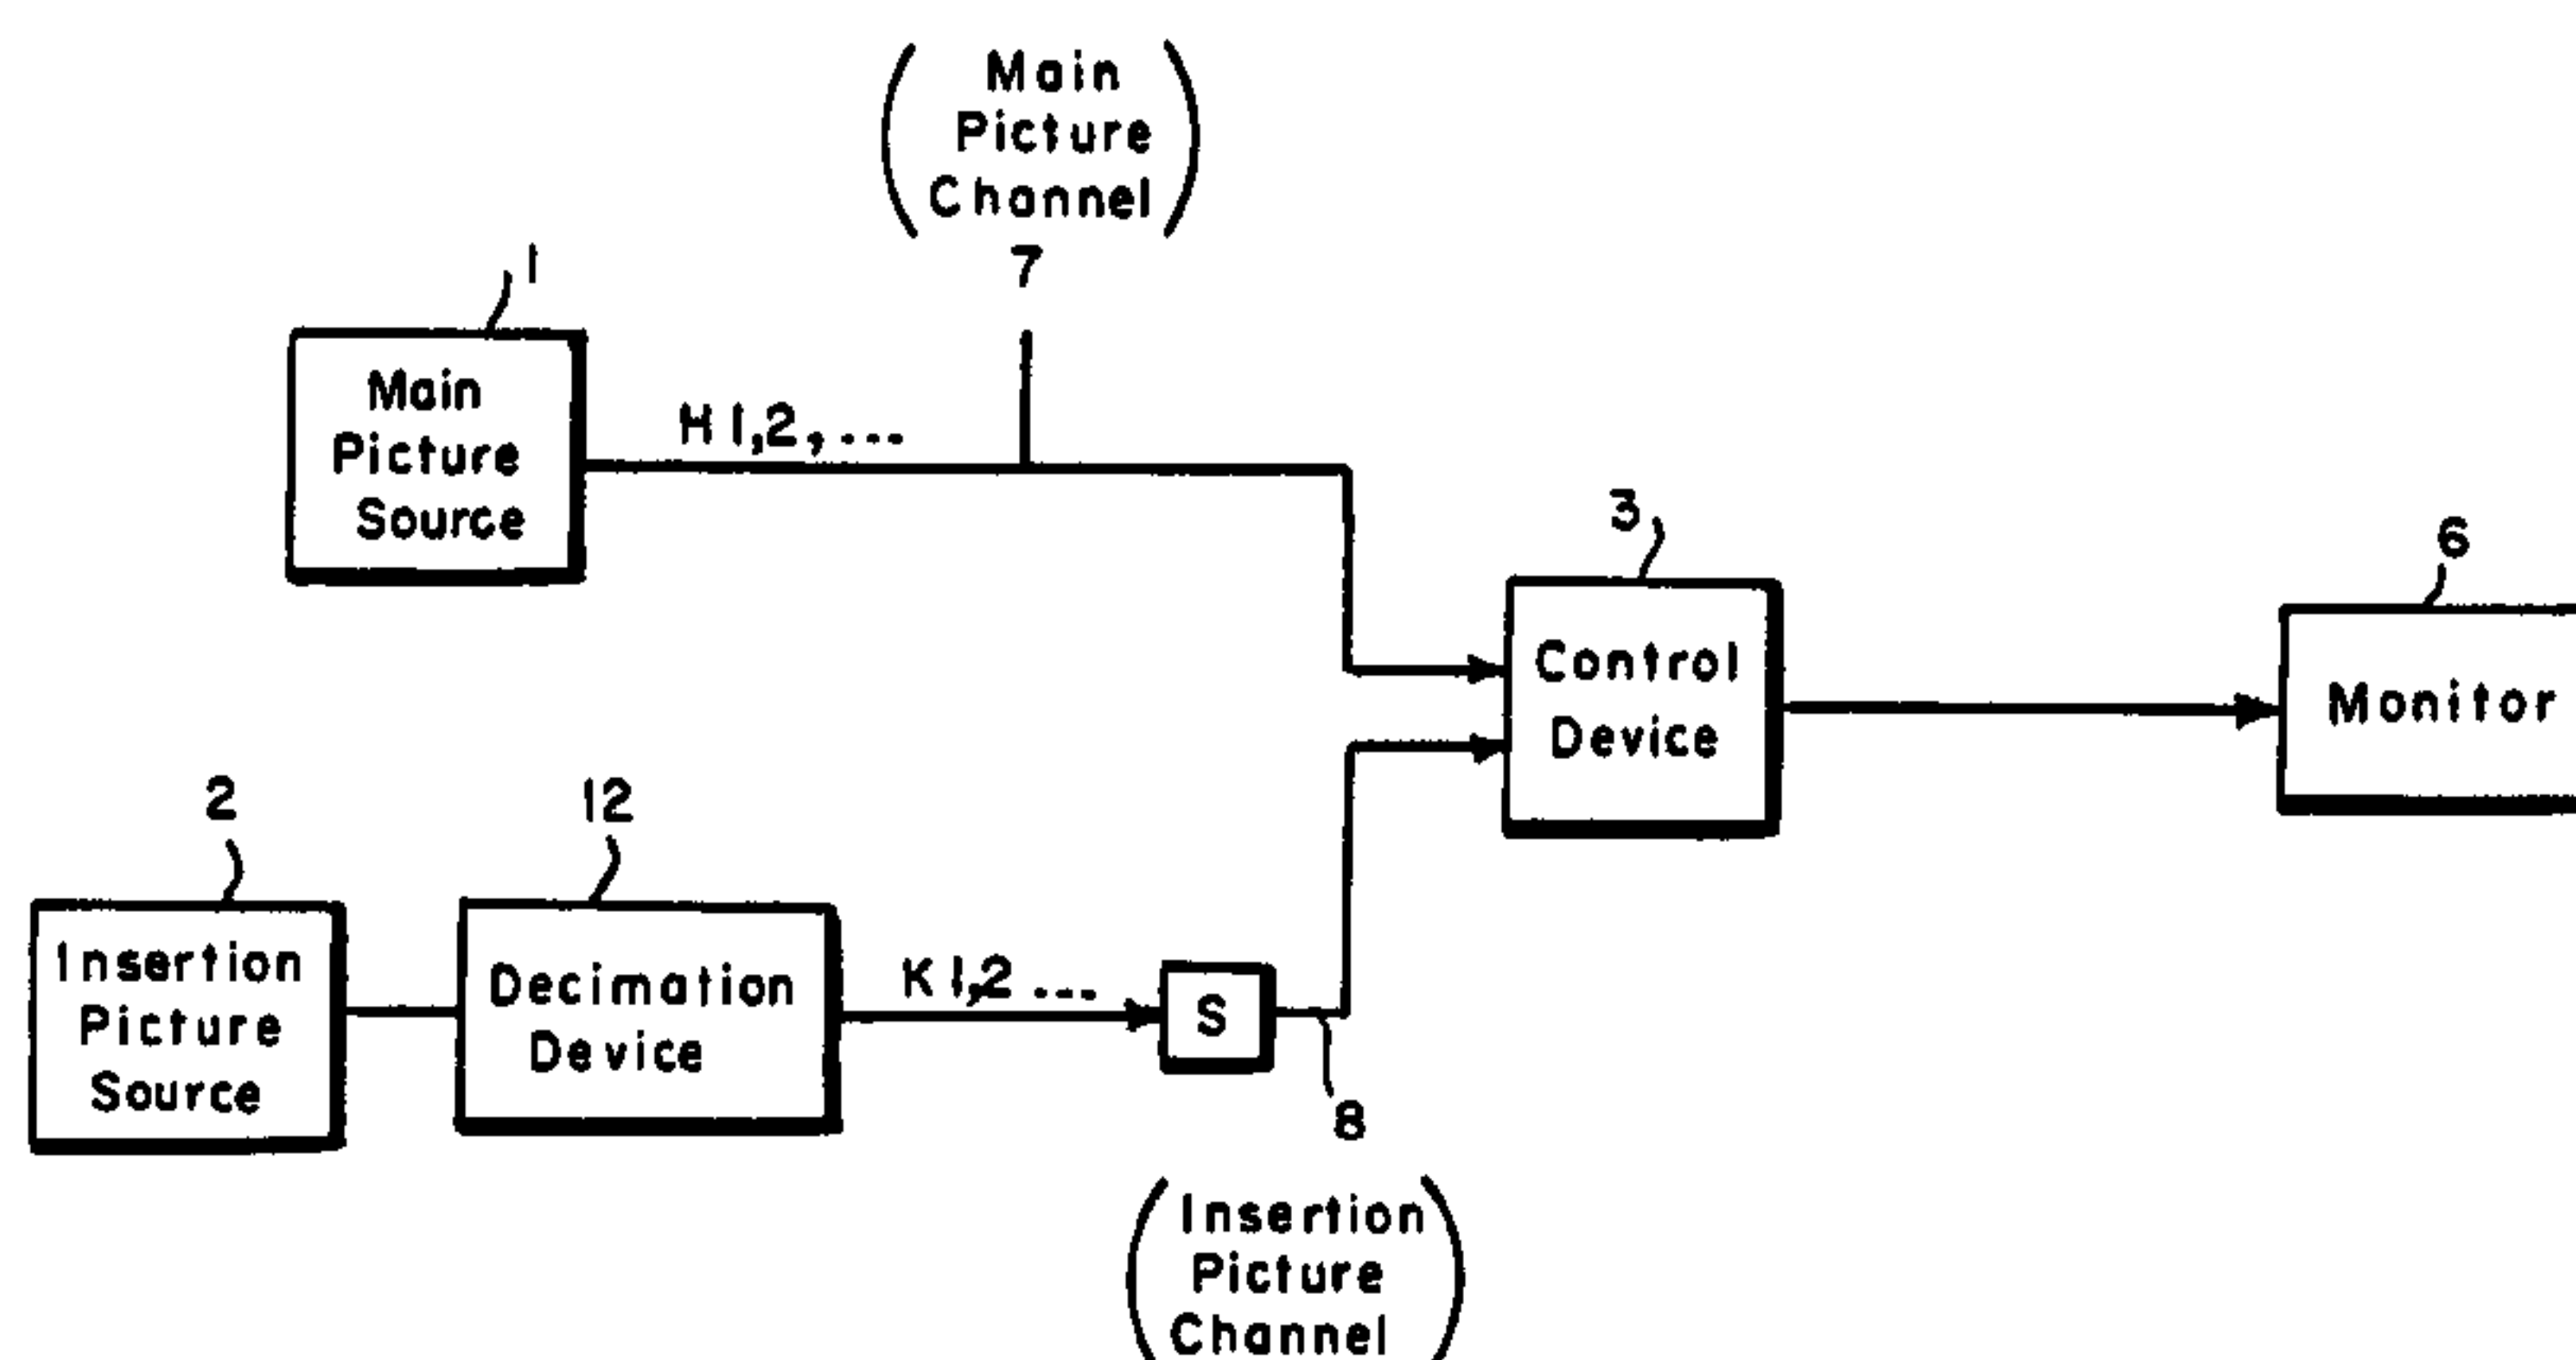 Main
Picture
Channel
7
1
Main
Picture
Source
H 1,2,...
3
Control
Device
6
Monitor
2
Insertion
Picture
Source
12
Decimation
Device
K 1,2 ...
S
8
Insertion
Picture
Channel